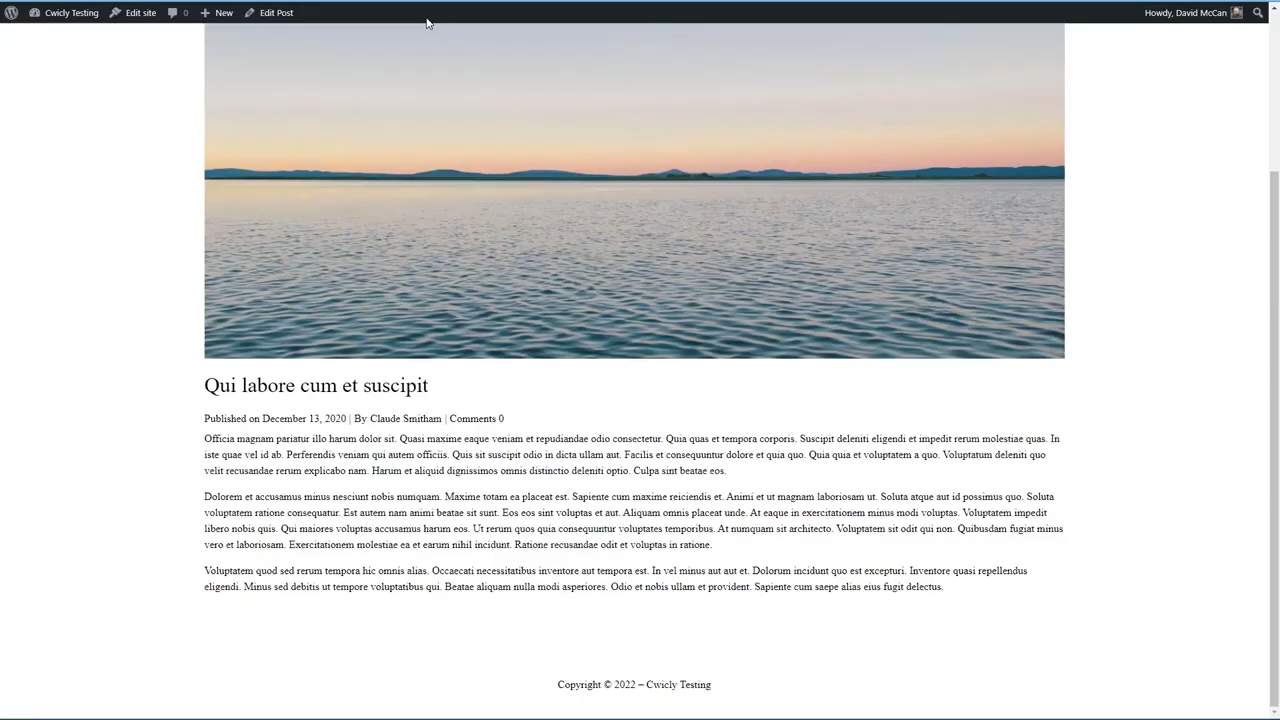 Cwicly Testing 0 New Edit site Edit Post Howdy, David McCan
Qui labore cum et suscipit
Published on December 13, 2020 | By Claude Smitham | Comments 0
Officia magnam pariatur illo harum dolor sit. Quasi maxime eaque veniam et repudiandae odio consectetur. Quia quas et tempora corporis. Suscipit deleniti eligendi et impedit rerum molestiae quas. In
iste quae vel id ab. Perferendis veniam qui autem officiis. Quis sit suscipit odio in dicta ullam aut. Facilis et consequuntur dolore et quia quo. Quia quia et voluptatem a quo. Voluptatum deleniti quo
velit recusandae rerum explicabo nam. Harum et aliquid dignissimos omnis distinctio deleniti optio. Culpa sint beatae eos.
Dolorem et accusamus minus nesciunt nobis numquam. Maxime totam ea placeat est. Sapiente cum maxime reiciendis et. Animi et ut magnam laboriosam ut. Soluta atque aut id possimus quo. Soluta
voluptatem ratione consequatur. Est autem nam animi beatae sit sunt. Eos eos sint voluptas et aut. Aliquam omnis placeat unde. At eaque in exercitationem minus modi voluptas. Voluptatem impedit
libero nobis quis. Qui maiores voluptas accusamus harum eos. Ut rerum quos quia consequuntur voluptates temporibus. At numquam sit architecto. Voluptatem sit odit qui non. Quibusdam fugiat minus
vero et laboriosam. Exercitationem molestiae ea et earum nihil incidunt. Ratione recusandae odit et voluptas in ratione.
Voluptatem quod sed rerum tempora hic omnis alias. Occaecati necessitatibus inventore aut tempora est. In vel minus aut aut et. Dolorum incidunt quo est excepturi. Inventore quasi repellendus
eligendi. Minus sed debitis ut tempore voluptatibus qui. Beatae aliquam nulla modi asperiores. Odio et nobis ullam et provident. Sapiente cum saepe alias eius fugit delectus.
Copyright © 2022 – Cwicly Testing